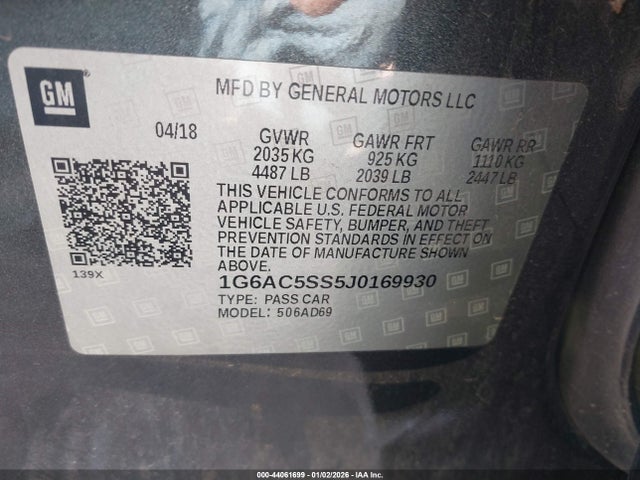 GM
MFD BY GENERAL MOTORS LLC
04/18 GVWR GAWR FRT GAWR RR
2035 KG 925 KG 1110 KG
4487 LB 2039 LB 2447 LB
THIS VEHICLE CONFORMS TO ALL
APPLICABLE U.S. FEDERAL MOTOR
VEHICLE SAFETY, BUMPER, AND THEFT
PREVENTION STANDARDS IN EFFECT ON
THE DATE OF MANUFACTURE SHOWN
ABOVE.
139X
1G6AC5SS5J0169930
TYPE: PASS CAR
MODEL: 506AD69
000-44061699 | 01/02/2026 - IAA Inc.